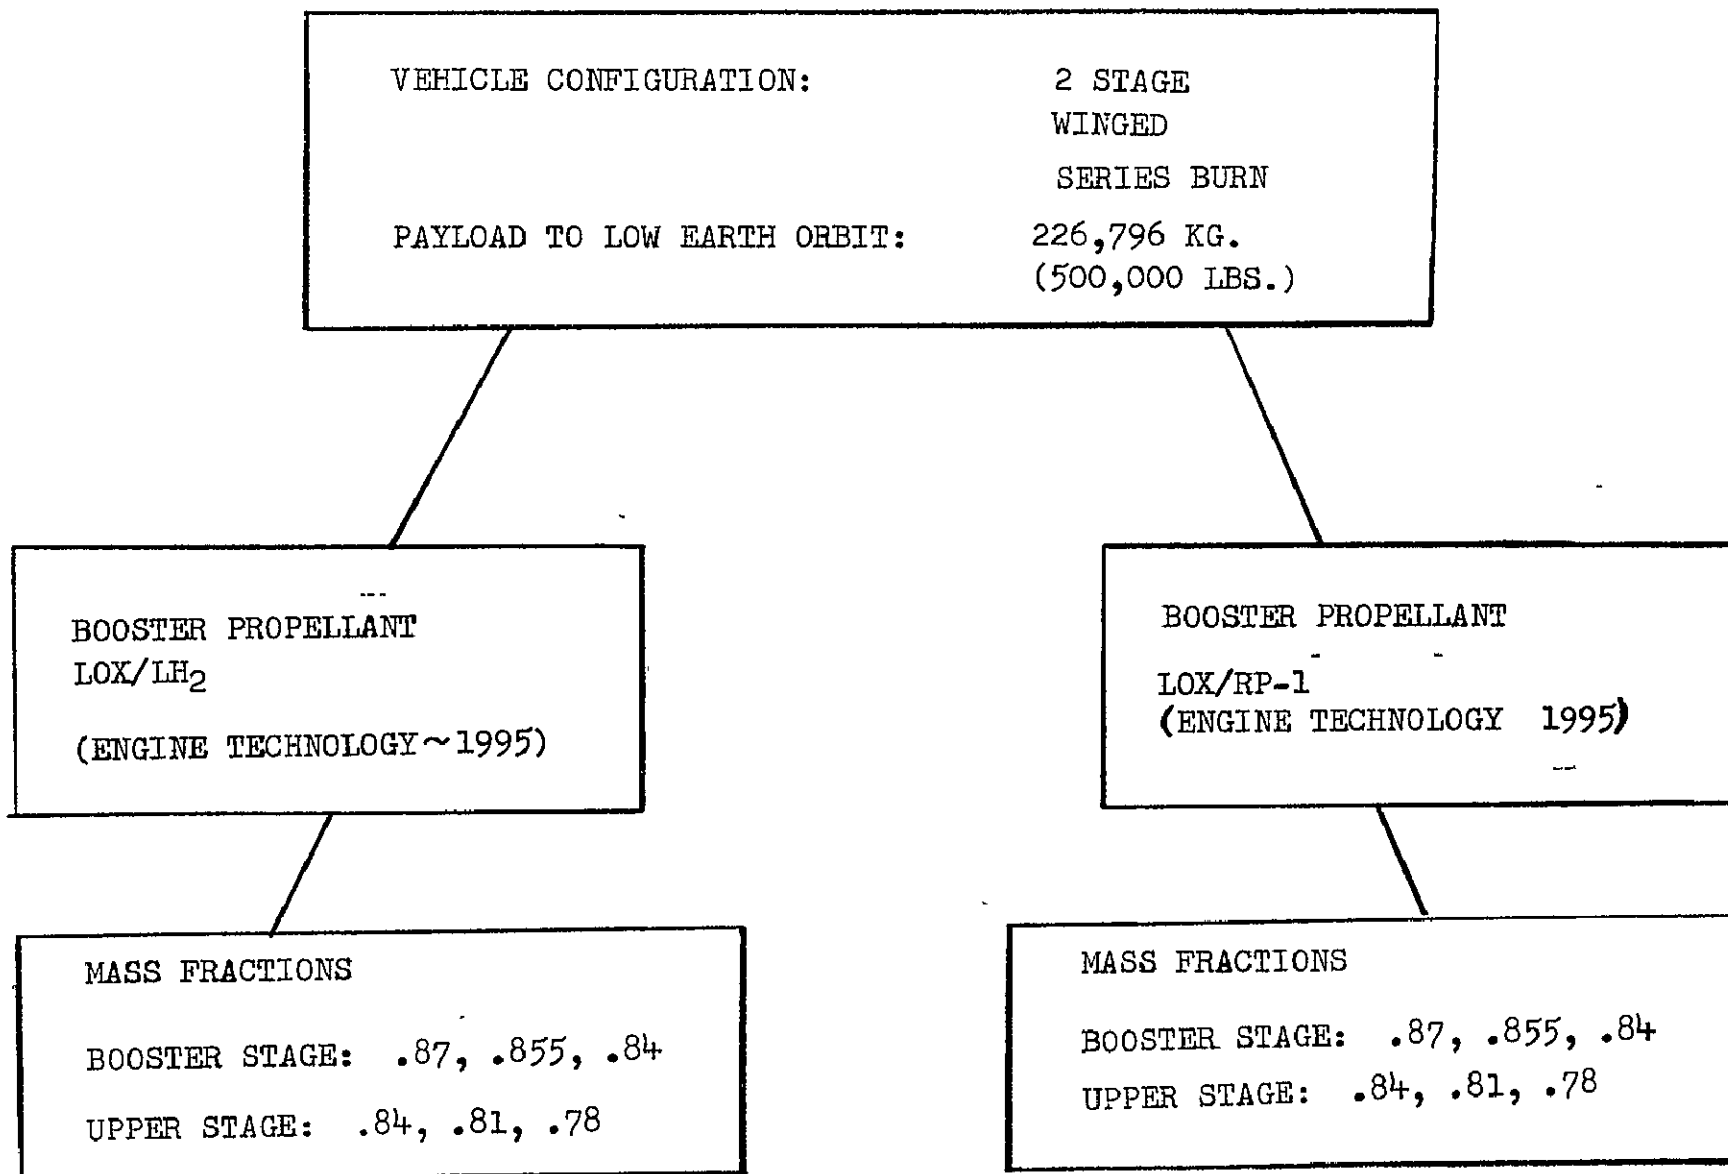 VEHICLE CONFIGURATION: 2 STAGE
WINGED
SERIES BURN
PAYLOAD TO LOW EARTH ORBIT: 226,796 KG.
(500,000 LBS.)
BOOSTER PROPELLANT
LOX/LH₂
(ENGINE TECHNOLOGY~1995)
BOOSTER PROPELLANT
LOX/RP-1
(ENGINE TECHNOLOGY 1995)
MASS FRACTIONS
BOOSTER STAGE: .87, .855, .84
UPPER STAGE: .84, .81, .78
MASS FRACTIONS
BOOSTER STAGE: .87, .855, .84
UPPER STAGE: .84, .81, .78